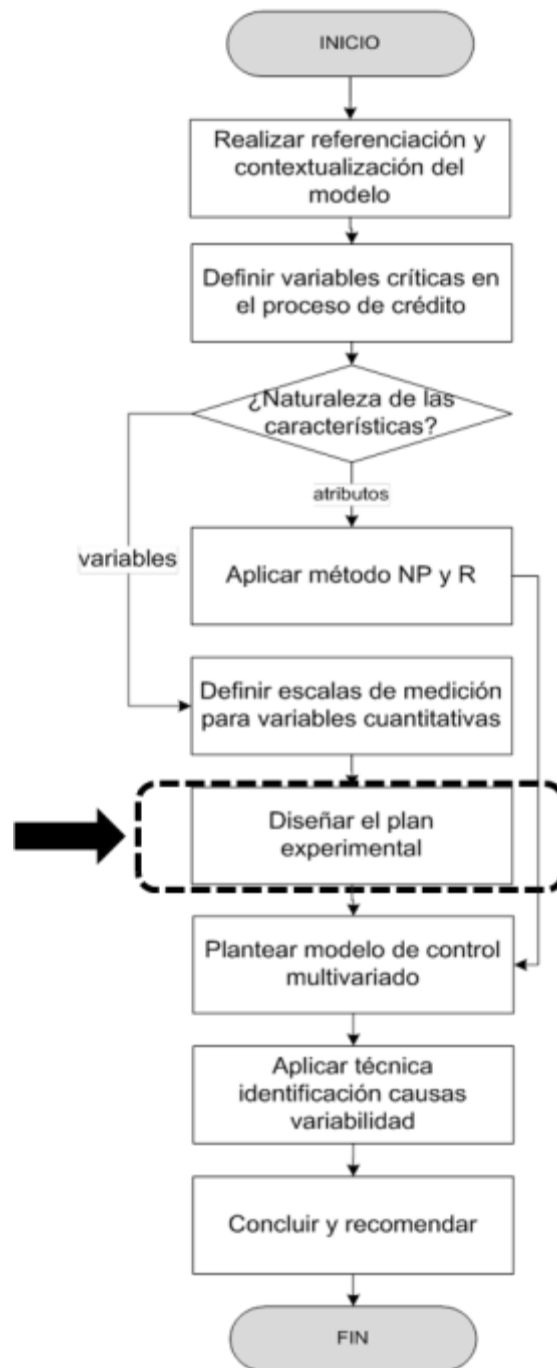 INICIO
Realizar referenciación y
contextualización del
modelo
Definir variables críticas en
el proceso de crédito
¿Naturaleza de las
características?
atributos
variables
Aplicar método NP y R
Definir escalas de medición
para variables cuantitativas
Diseñar el plan
experimental
Plantear modelo de control
multivariado
Aplicar técnica
identificación causas
variabilidad
Concluir y recomendar
FIN